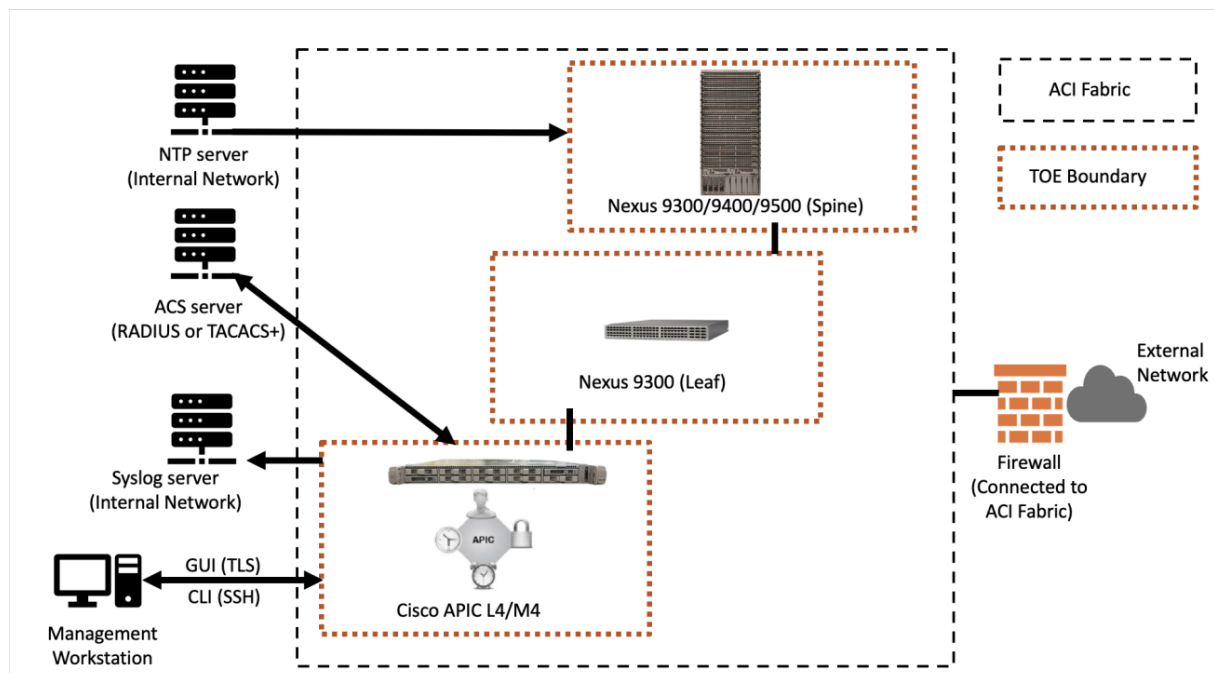 NTP server
(Internal Network)
Nexus 9300/9400/9500 (Spine)
ACI Fabric
TOE Boundary
ACS server
(RADIUS or TACACS+)
Nexus 9300 (Leaf)
External
Network
Firewall
(Connected to
ACI Fabric)
Syslog server
(Internal Network)
APIC
GUI (TLS)
CLI (SSH)
Cisco APIC L4/M4
Management
Workstation